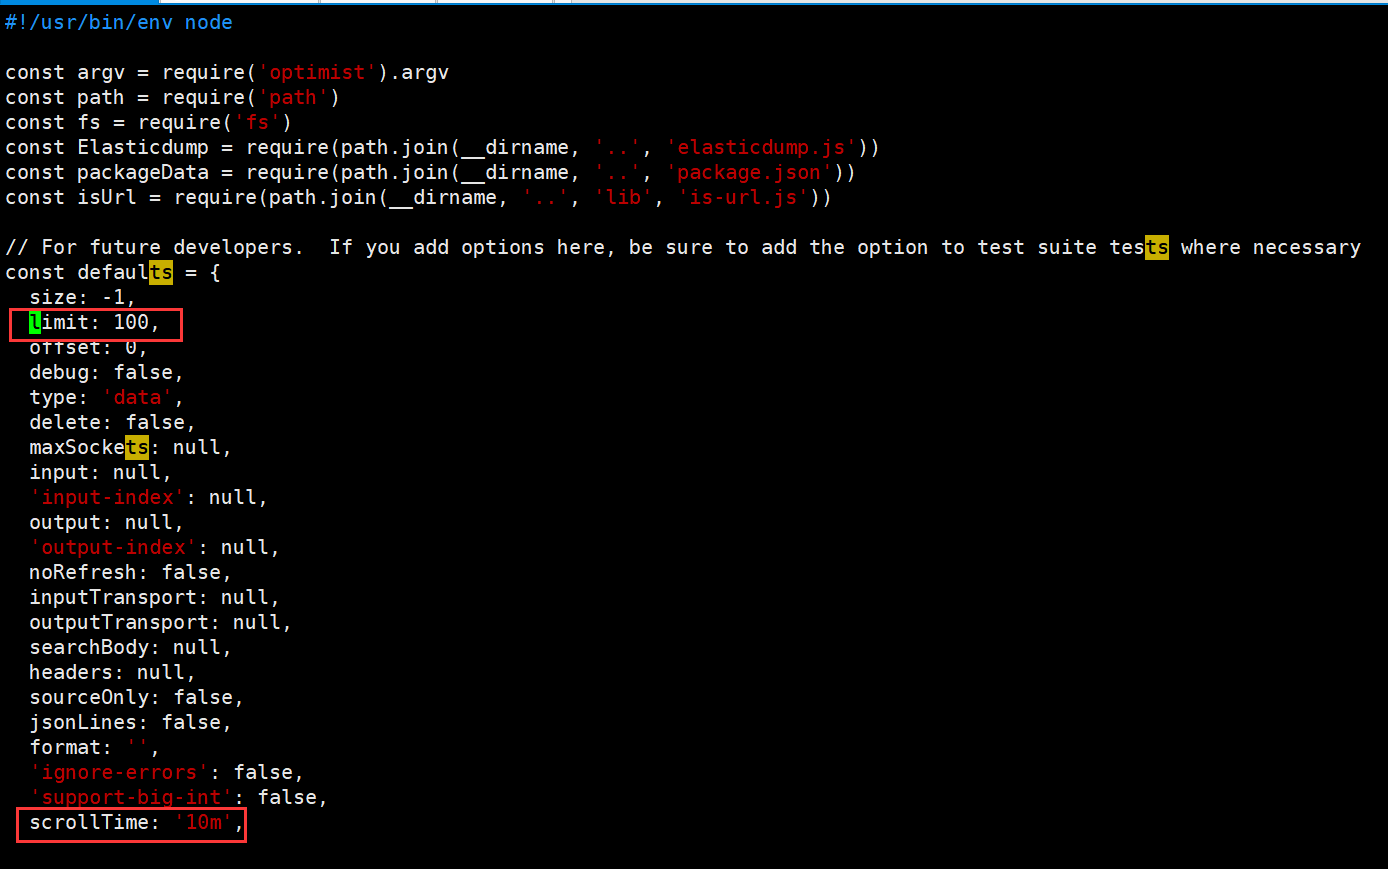 #!/usr/bin/env node
const argv = require('optimist').argv
const path = require('path')
const fs = require('fs')
const Elasticdump = require(path.join(__dirname, '..', 'elasticdump.js'))
const packageData = require(path.join(__dirname, '..', 'package.json'))
const isUrl = require(path.join(__dirname, '..', 'lib', 'is-url.js'))
// For future developers.  If you add options here, be sure to add the option to test suite tests where necessary
const defaults = {
  size: -1,
  limit: 100,
  offset: 0,
  debug: false,
  type: 'data',
  delete: false,
  maxSockets: null,
  input: null,
  'input-index': null,
  output: null,
  'output-index': null,
  noRefresh: false,
  inputTransport: null,
  outputTransport: null,
  searchBody: null,
  headers: null,
  sourceOnly: false,
  jsonLines: false,
  format: '',
  'ignore-errors': false,
  'support-big-int': false,
  scrollTime: '10m',